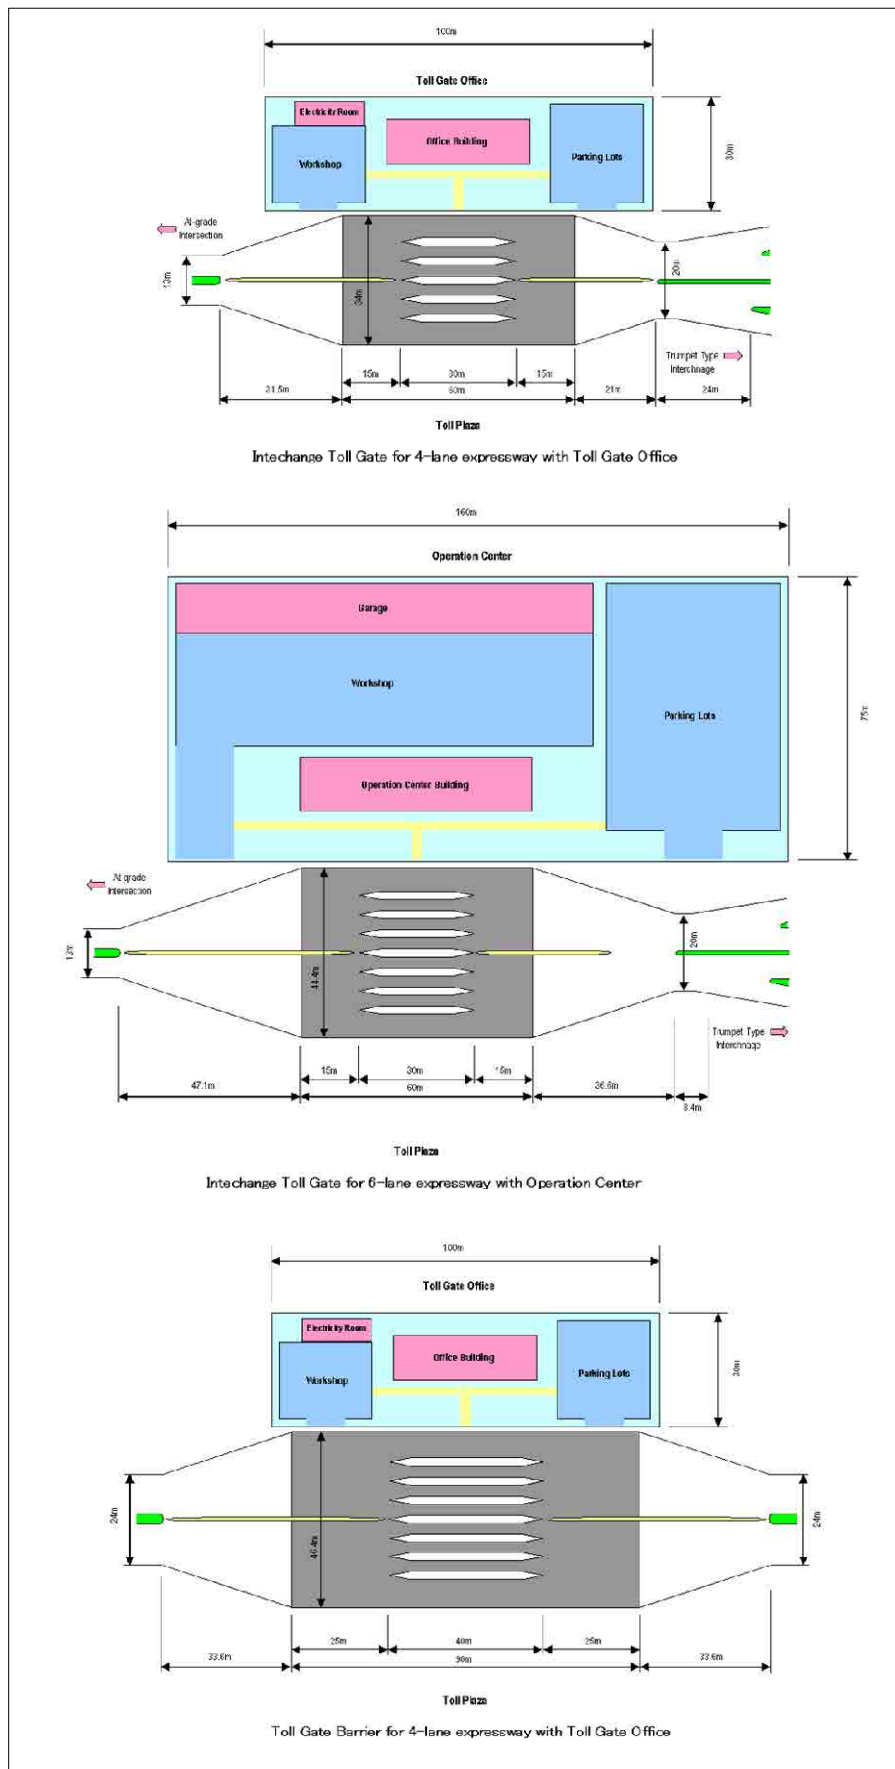 100m
Toll Gate Office
Electricity Room
Office Building
Workshop
Parking Lots
30m
At-grade
Intersection
13m
34m
20m
Trumpet Type
Interchnage
15m
30m
15m
31.5m
60m
21m
24m
Toll Plaza
Intechange Toll Gate for 4-lane expressway with Toll Gate Office
160m
Operation Center
Garage
Workshop
Parking Lots
75m
Operation Center Building
At-grade
Intersection
13m
44.4m
20m
Trumpet Type
Interchnage
15m
30m
15m
47.1m
60m
36.6m
8.4m
Toll Plaza
Intechange Toll Gate for 6-lane expressway with Operation Center
100m
Toll Gate Office
Electricity Room
Office Building
Workshop
Parking Lots
30m
24m
46.4m
24m
25m
40m
25m
33.6m
90m
33.6m
Toll Plaza
Toll Gate Barrier for 4-lane expressway with Toll Gate Office